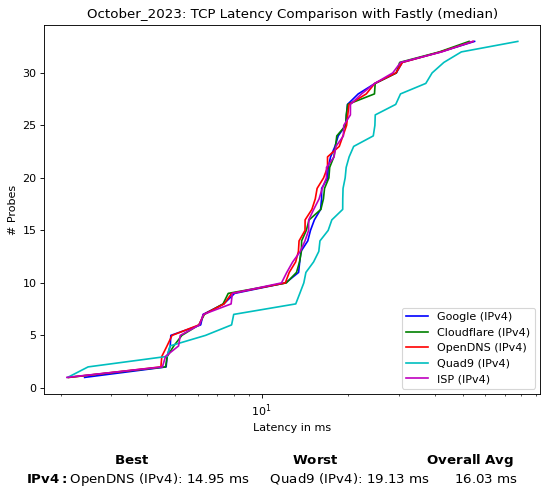 October_2023: TCP Latency Comparison with Fastly (median)
# Probes
30
25
20
15
10
5
0
10^1
Latency in ms
Google (IPv4)
Cloudflare (IPv4)
OpenDNS (IPv4)
Quad9 (IPv4)
ISP (IPv4)
Best Worst Overall Avg
IPv4: OpenDNS (IPv4): 14.95 ms Quad9 (IPv4): 19.13 ms 16.03 ms